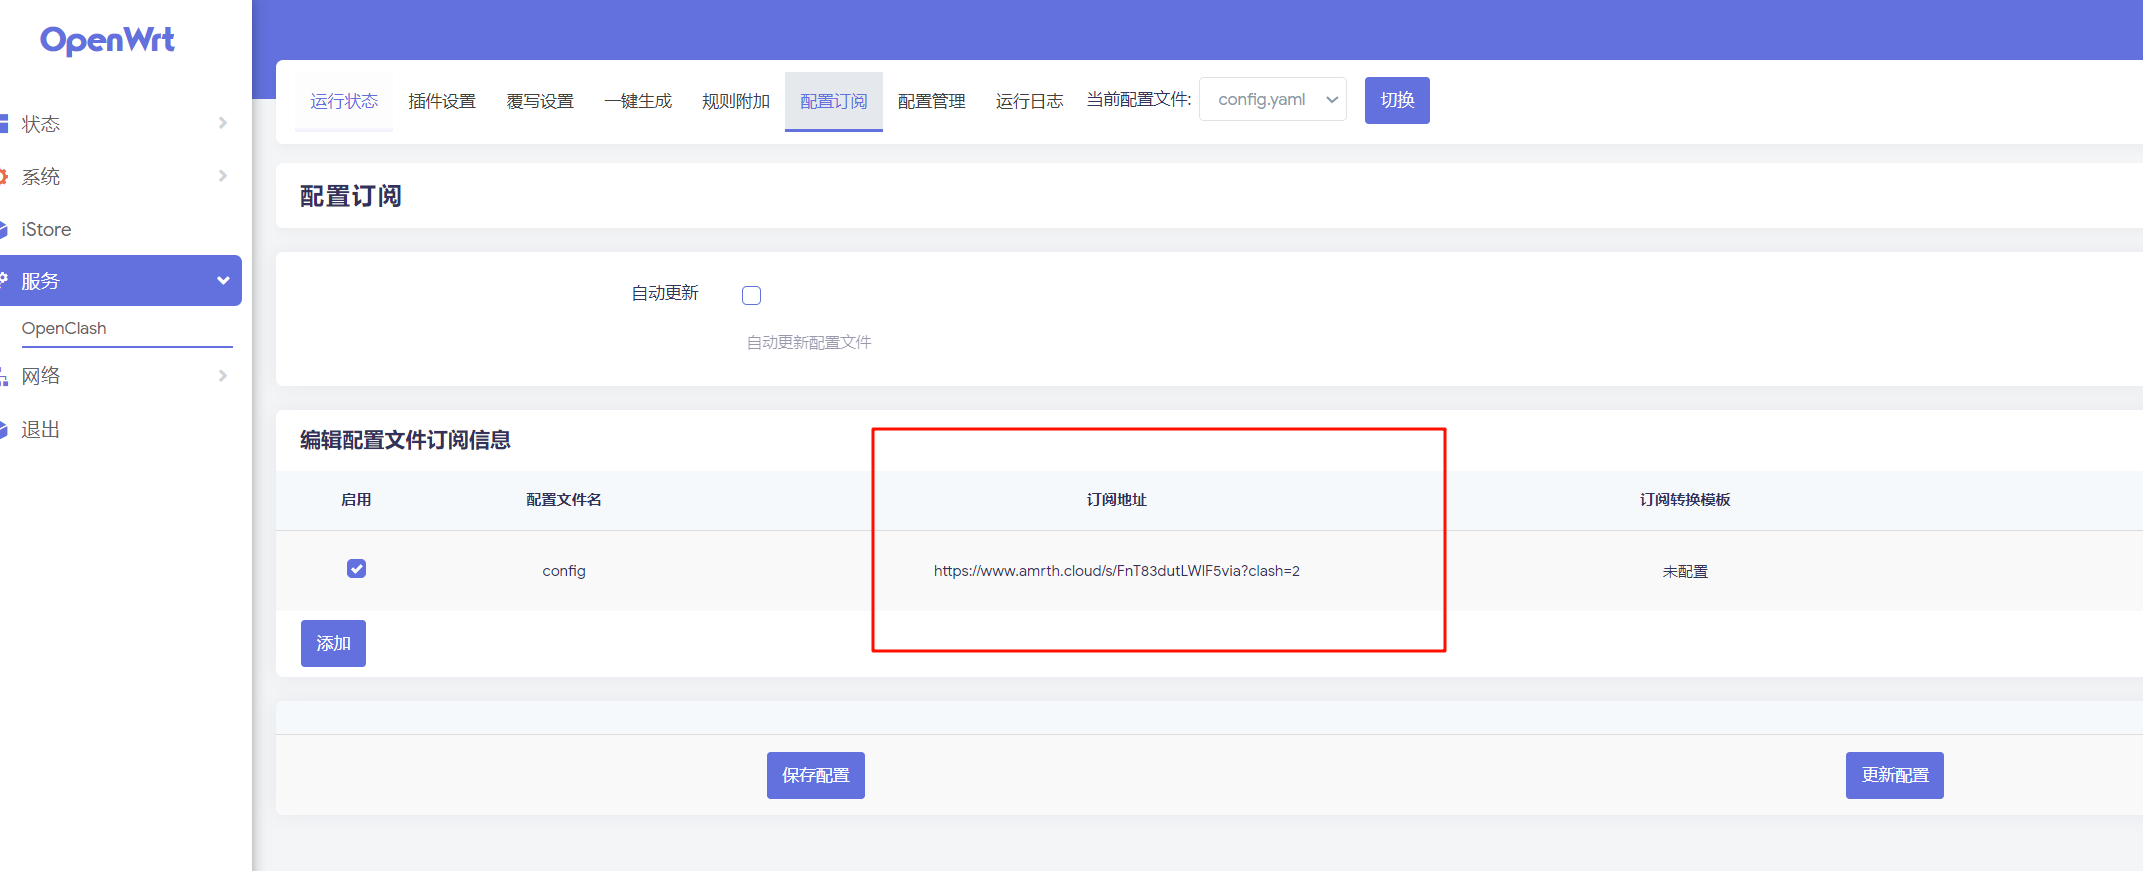 OpenWrt
状态
系统
iStore
服务
OpenClash
网络
退出
运行状态 插件设置 覆写设置 一键生成 规则附加 配置订阅 配置管理 运行日志 当前配置文件: config.yaml 切换
配置订阅
自动更新
自动更新配置文件
编辑配置文件订阅信息
启用 配置文件名 订阅地址 订阅转换模板
config https://www.amrth.cloud/s/FnT83dutLWlF5via?clash=2 未配置
添加
保存配置 更新配置